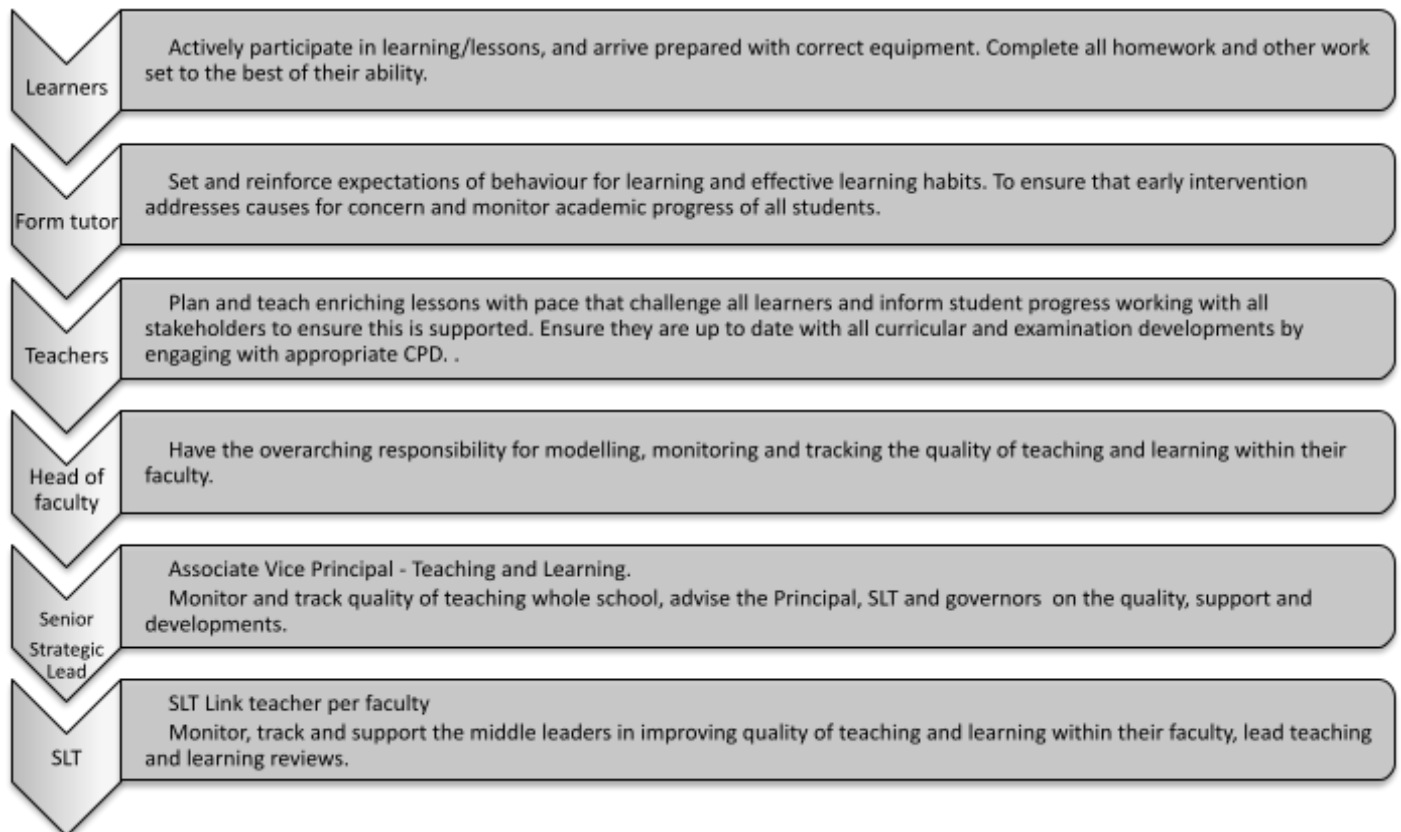 Learners
Actively participate in learning/lessons, and arrive prepared with correct equipment. Complete all homework and other work
set to the best of their ability.
Form tutor
Set and reinforce expectations of behaviour for learning and effective learning habits. To ensure that early intervention
addresses causes for concern and monitor academic progress of all students.
Teachers
Plan and teach enriching lessons with pace that challenge all learners and inform student progress working with all
stakeholders to ensure this is supported. Ensure they are up to date with all curricular and examination developments by
engaging with appropriate CPD. .
Head of
faculty
Have the overarching responsibility for modelling, monitoring and tracking the quality of teaching and learning within their
faculty.
Senior
Strategic
Lead
Associate Vice Principal - Teaching and Learning.
Monitor and track quality of teaching whole school, advise the Principal, SLT and governors  on the quality, support and
developments.
SLT
SLT Link teacher per faculty
Monitor, track and support the middle leaders in improving quality of teaching and learning within their faculty, lead teaching
and learning reviews.